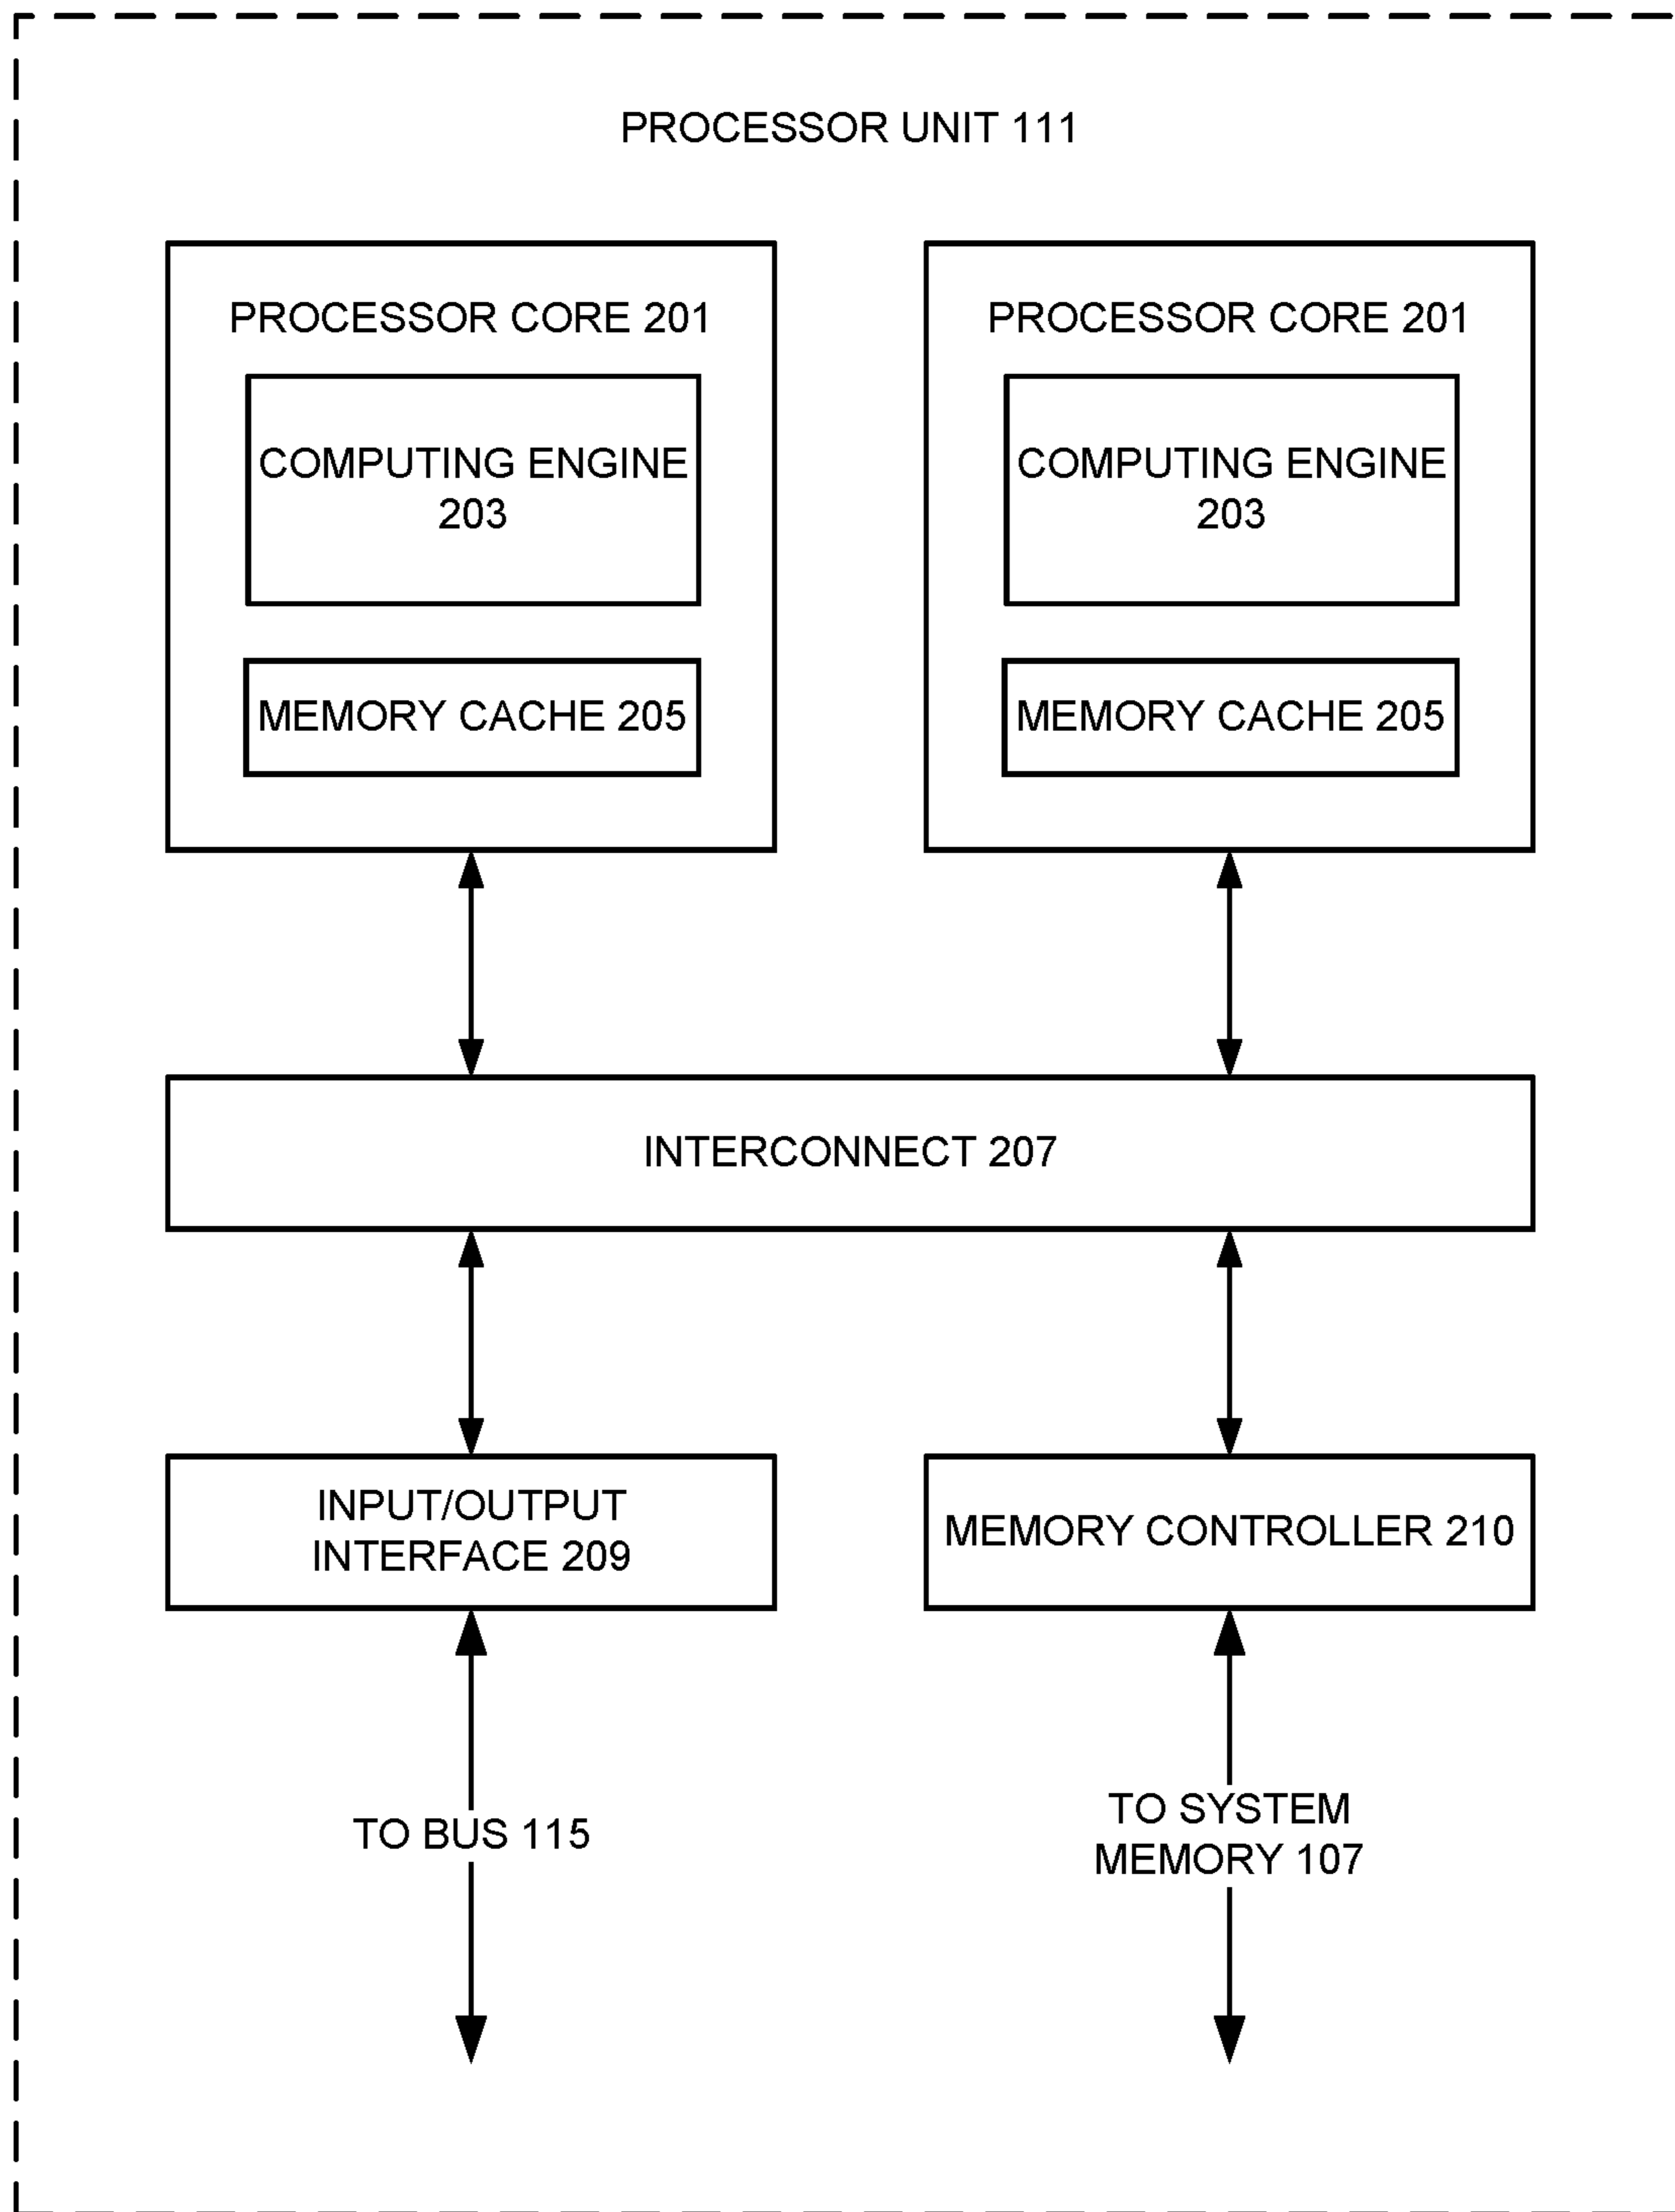 PROCESSOR UNIT 111
PROCESSOR CORE 201
COMPUTING ENGINE
203
MEMORY CACHE 205
PROCESSOR CORE 201
COMPUTING ENGINE
203
MEMORY CACHE 205
INTERCONNECT 207
INPUT/OUTPUT
INTERFACE 209
MEMORY CONTROLLER 210
TO BUS 115
TO SYSTEM
MEMORY 107